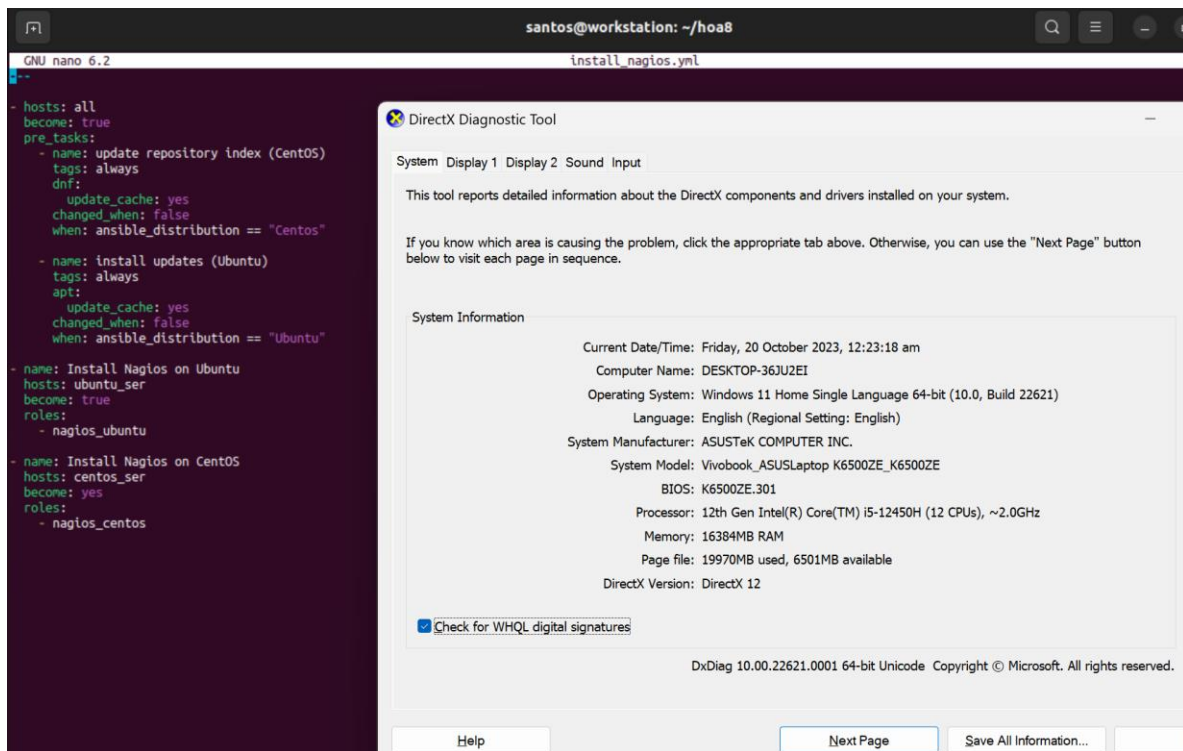 santos@workstation: ~/hoa8
GNU nano 6.2 install_nagios.yml
---
- hosts: all
become: true
pre_tasks:
- name: update repository index (CentOS)
tags: always
dnf:
update_cache: yes
changed_when: false
when: ansible_distribution == "Centos"
- name: install updates (Ubuntu)
tags: always
apt:
update_cache: yes
changed_when: false
when: ansible_distribution == "Ubuntu"
- name: Install Nagios on Ubuntu
hosts: ubuntu_ser
become: true
roles:
- nagios_ubuntu
- name: Install Nagios on CentOS
hosts: centos_ser
become: yes
roles:
- nagios_centos
DirectX Diagnostic Tool
System Display 1 Display 2 Sound Input
This tool reports detailed information about the DirectX components and drivers installed on your system.
If you know which area is causing the problem, click the appropriate tab above. Otherwise, you can use the "Next Page" button
below to visit each page in sequence.
System Information
Current Date/Time: Friday, 20 October 2023, 12:23:18 am
Computer Name: DESKTOP-36JU2EI
Operating System: Windows 11 Home Single Language 64-bit (10.0, Build 22621)
Language: English (Regional Setting: English)
System Manufacturer: ASUSTeK COMPUTER INC.
System Model: Vivobook_ASUSLaptop K6500ZE_K6500ZE
BIOS: K6500ZE.301
Processor: 12th Gen Intel(R) Core(TM) i5-12450H (12 CPUs), ~2.0GHz
Memory: 16384MB RAM
Page file: 19970MB used, 6501MB available
DirectX Version: DirectX 12
Check for WHQL digital signatures
DxDiag 10.00.22621.0001 64-bit Unicode Copyright © Microsoft. All rights reserved.
Help Next Page Save All Information...